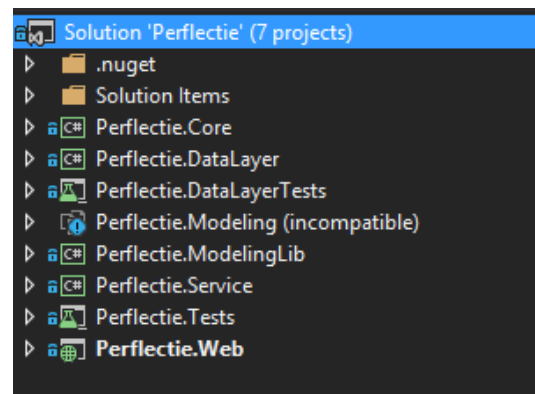 Solution 'Perflectie' (7 projects)
.nuget
Solution Items
C# Perflectie.Core
C# Perflectie.DataLayer
Perflectie.DataLayerTests
Perflectie.Modeling (incompatible)
C# Perflectie.ModelingLib
C# Perflectie.Service
Perflectie.Tests
Perflectie.Web